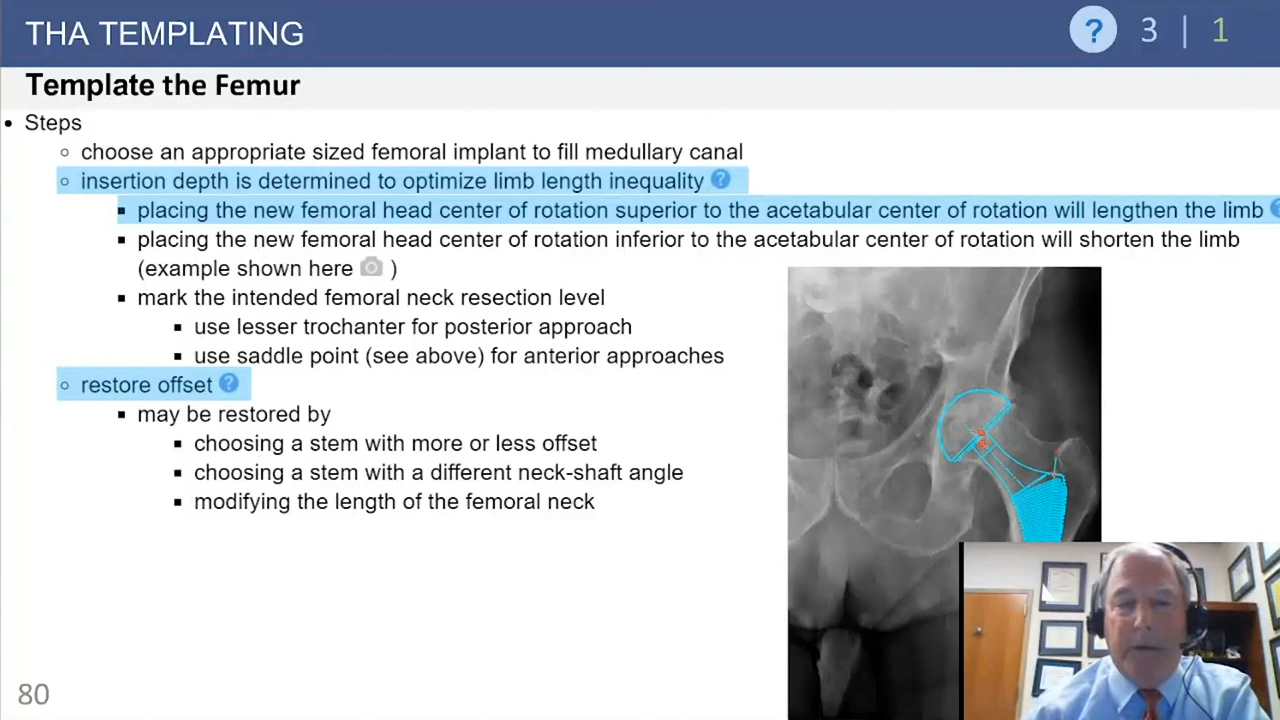 THA TEMPLATING
? 3 | 1
Template the Femur
• Steps
◦ choose an appropriate sized femoral implant to fill medullary canal
◦ insertion depth is determined to optimize limb length inequality ?
▪ placing the new femoral head center of rotation superior to the acetabular center of rotation will lengthen the limb ?
▪ placing the new femoral head center of rotation inferior to the acetabular center of rotation will shorten the limb
(example shown here )
▪ mark the intended femoral neck resection level
▪ use lesser trochanter for posterior approach
▪ use saddle point (see above) for anterior approaches
◦ restore offset ?
▪ may be restored by
▪ choosing a stem with more or less offset
▪ choosing a stem with a different neck-shaft angle
▪ modifying the length of the femoral neck
80